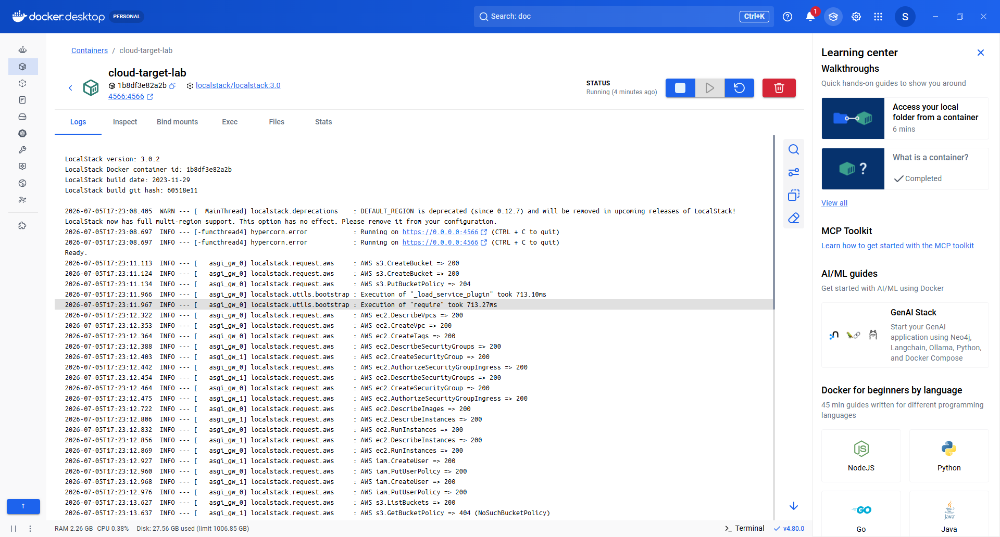 docker.desktop PERSONAL
Search: doc Ctrl+K
1
S
Containers / cloud-target-lab
cloud-target-lab
1b8df3e82a2b localstack/localstack:3.0
4566:4566
STATUS
Running (4 minutes ago)
Logs Inspect Bind mounts Exec Files Stats
LocalStack version: 3.0.2
LocalStack Docker container id: 1b8df3e82a2b
LocalStack build date: 2023-11-29
LocalStack build git hash: 60518e11
2026-07-05T17:23:08.405  WARN --- [  MainThread] localstack.deprecations    : DEFAULT_REGION is deprecated (since 0.12.7) and will be removed in upcoming releases of LocalStack!
LocalStack now has full multi-region support. This option has no effect. Please remove it from your configuration.
2026-07-05T17:23:08.697  INFO --- [-functhread4] hypercorn.error            : Running on https://0.0.0.0:4566 (CTRL + C to quit)
2026-07-05T17:23:08.697  INFO --- [-functhread4] hypercorn.error            : Running on https://0.0.0.0:4566 (CTRL + C to quit)
Ready.
2026-07-05T17:23:11.113  INFO --- [   asgi_gw_0] localstack.request.aws     : AWS s3.CreateBucket => 200
2026-07-05T17:23:11.124  INFO --- [   asgi_gw_0] localstack.request.aws     : AWS s3.CreateBucket => 200
2026-07-05T17:23:11.134  INFO --- [   asgi_gw_0] localstack.request.aws     : AWS s3.PutBucketPolicy => 204
2026-07-05T17:23:11.966  INFO --- [   asgi_gw_0] localstack.utils.bootstrap : Execution of "_load_service_plugin" took 713.10ms
2026-07-05T17:23:11.967  INFO --- [   asgi_gw_0] localstack.utils.bootstrap : Execution of "require" took 713.27ms
2026-07-05T17:23:12.322  INFO --- [   asgi_gw_0] localstack.request.aws     : AWS ec2.DescribeVpcs => 200
2026-07-05T17:23:12.353  INFO --- [   asgi_gw_0] localstack.request.aws     : AWS ec2.CreateVpc => 200
2026-07-05T17:23:12.364  INFO --- [   asgi_gw_0] localstack.request.aws     : AWS ec2.CreateTags => 200
2026-07-05T17:23:12.388  INFO --- [   asgi_gw_0] localstack.request.aws     : AWS ec2.DescribeSecurityGroups => 200
2026-07-05T17:23:12.403  INFO --- [   asgi_gw_1] localstack.request.aws     : AWS ec2.CreateSecurityGroup => 200
2026-07-05T17:23:12.442  INFO --- [   asgi_gw_0] localstack.request.aws     : AWS ec2.AuthorizeSecurityGroupIngress => 200
2026-07-05T17:23:12.454  INFO --- [   asgi_gw_1] localstack.request.aws     : AWS ec2.DescribeSecurityGroups => 200
2026-07-05T17:23:12.464  INFO --- [   asgi_gw_0] localstack.request.aws     : AWS ec2.CreateSecurityGroup => 200
2026-07-05T17:23:12.475  INFO --- [   asgi_gw_1] localstack.request.aws     : AWS ec2.AuthorizeSecurityGroupIngress => 200
2026-07-05T17:23:12.722  INFO --- [   asgi_gw_0] localstack.request.aws     : AWS ec2.DescribeImages => 200
2026-07-05T17:23:12.806  INFO --- [   asgi_gw_1] localstack.request.aws     : AWS ec2.DescribeInstances => 200
2026-07-05T17:23:12.832  INFO --- [   asgi_gw_0] localstack.request.aws     : AWS ec2.RunInstances => 200
2026-07-05T17:23:12.856  INFO --- [   asgi_gw_1] localstack.request.aws     : AWS ec2.DescribeInstances => 200
2026-07-05T17:23:12.869  INFO --- [   asgi_gw_0] localstack.request.aws     : AWS ec2.RunInstances => 200
2026-07-05T17:23:12.927  INFO --- [   asgi_gw_1] localstack.request.aws     : AWS iam.CreateUser => 200
2026-07-05T17:23:12.960  INFO --- [   asgi_gw_0] localstack.request.aws     : AWS iam.PutUserPolicy => 200
2026-07-05T17:23:12.968  INFO --- [   asgi_gw_1] localstack.request.aws     : AWS iam.CreateUser => 200
2026-07-05T17:23:12.976  INFO --- [   asgi_gw_0] localstack.request.aws     : AWS iam.PutUserPolicy => 200
2026-07-05T17:23:13.627  INFO --- [   asgi_gw_0] localstack.request.aws     : AWS s3.ListBuckets => 200
2026-07-05T17:23:13.637  INFO --- [   asgi_gw_1] localstack.request.aws     : AWS s3.GetBucketPolicy => 404 (NoSuchBucketPolicy)
Learning center
Walkthroughs
Quick hands-on guides to show you around
Access your local
folder from a container
6 mins
?
What is a container?
Completed
View all
MCP Toolkit
Learn how to get started with the MCP toolkit
AI/ML guides
Get started with AI/ML using Docker
GenAI Stack
Start your GenAI
application using Neo4j,
Langchain, Ollama, Python,
and Docker Compose
Docker for beginners by language
45 min guides written for different programming
languages
JS
NodeJS
Python
GO
Go
Java
Java
RAM 2.26 GB CPU 0.38% Disk: 27.56 GB used (limit 1006.85 GB)
Terminal v4.80.0